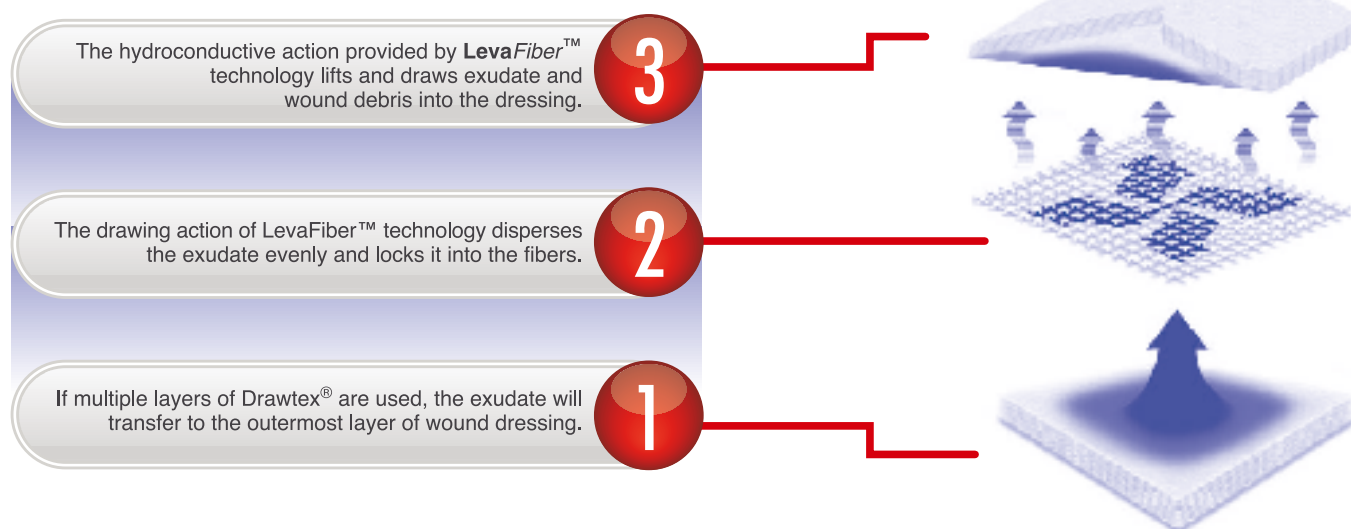 The hydroconductive action provided by LevaFiber™
technology lifts and draws exudate and
wound debris into the dressing.
3
The drawing action of LevaFiber™ technology disperses
the exudate evenly and locks it into the fibers.
2
If multiple layers of Drawtex® are used, the exudate will
transfer to the outermost layer of wound dressing.
1